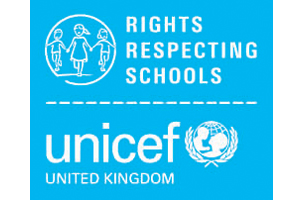 RIGHTS
RESPECTING
SCHOOLS
unicef
UNITED KINGDOM